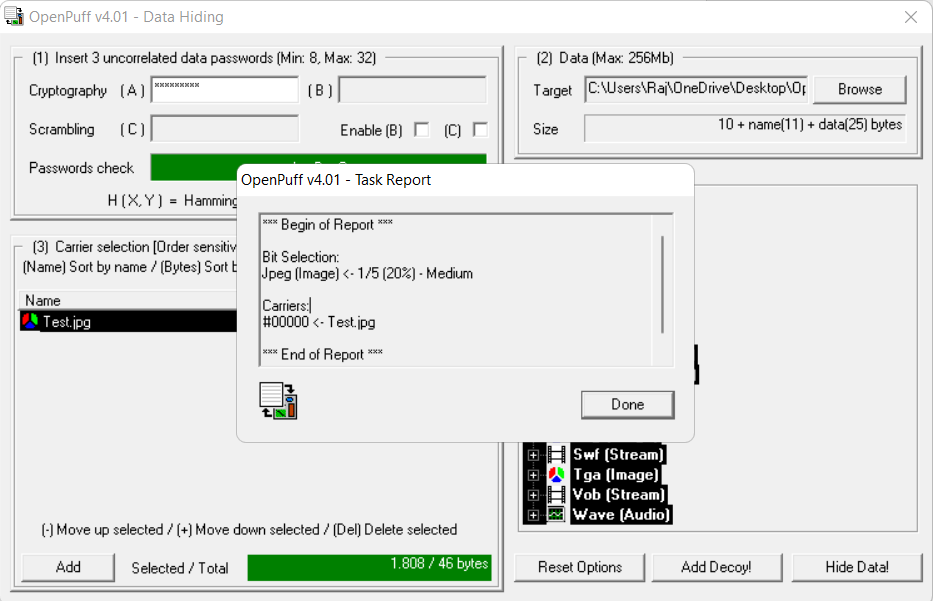 OpenPuff v4.01 - Data Hiding
(1) Insert 3 uncorrelated data passwords (Min: 8, Max: 32)
Cryptography (A) ********* (B)
Scrambling (C) Enable (B) (C)
Passwords check
H (X,Y) = Hamming
(2) Data (Max: 256Mb)
Target C:\Users\Raj\OneDrive\Desktop\Op Browse
Size 10 + name(11) + data(25) bytes
OpenPuff v4.01 - Task Report
*** Begin of Report ***
Bit Selection:
Jpeg (Image) <- 1/5 (20%) - Medium
Carriers:
#00000 <- Test.jpg
*** End of Report ***
Done
(3) Carrier selection [Order sensitiv
(Name) Sort by name / (Bytes) Sort b
Name
Test.jpg
(-) Move up selected / (+) Move down selected / (Del) Delete selected
Add Selected / Total 1.808 / 46 bytes
Swf (Stream)
Tga (Image)
Vob (Stream)
Wave (Audio)
Reset Options Add Decoy! Hide Data!